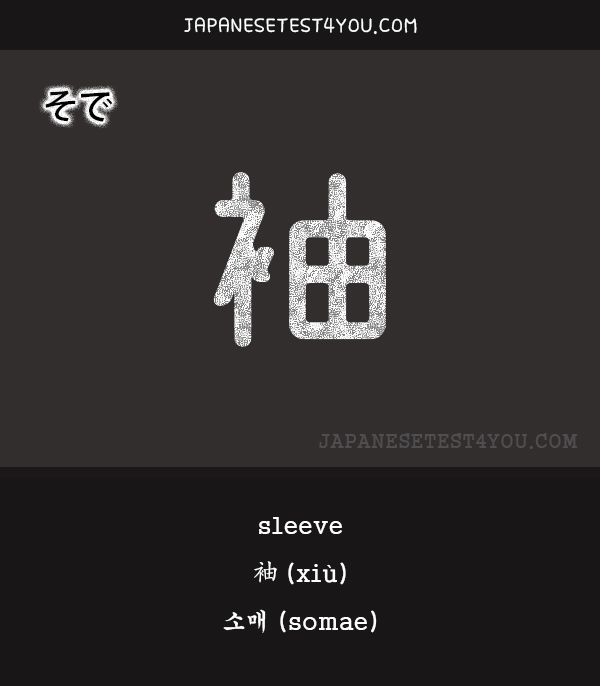 JAPANESETEST4YOU.COM
そで
袖
JAPANESETEST4YOU.COM
sleeve
袖 (xiù)
소매 (somae)